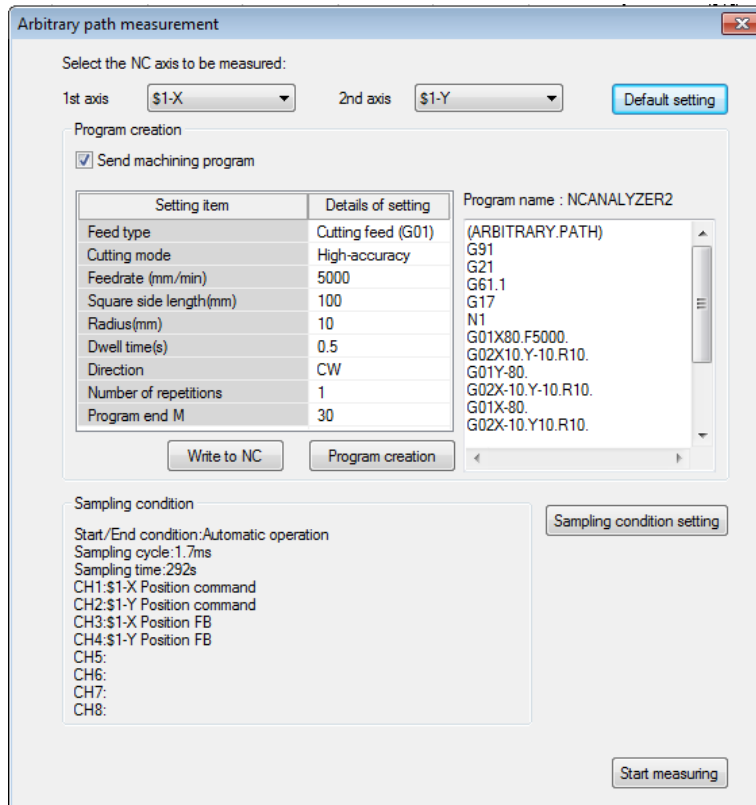 Arbitrary path measurement
Select the NC axis to be measured:
1st axis $1-X 2nd axis $1-Y Default setting
Program creation
Send machining program
Setting item Details of setting
Feed type Cutting feed (G01)
Cutting mode High-accuracy
Feedrate (mm/min) 5000
Square side length(mm) 100
Radius(mm) 10
Dwell time(s) 0.5
Direction CW
Number of repetitions 1
Program end M 30
Write to NC Program creation
Program name : NCANALYZER2
(ARBITRARY.PATH)
G91
G21
G61.1
G17
N1
G01X80.F5000.
G02X10.Y-10.R10.
G01Y-80.
G02X-10.Y-10.R10.
G01X-80.
G02X-10.Y10.R10.
Sampling condition
Start/End condition:Automatic operation
Sampling cycle:1.7ms
Sampling time:292s
CH1:$1-X Position command
CH2:$1-Y Position command
CH3:$1-X Position FB
CH4:$1-Y Position FB
CH5:
CH6:
CH7:
CH8:
Sampling condition setting
Start measuring